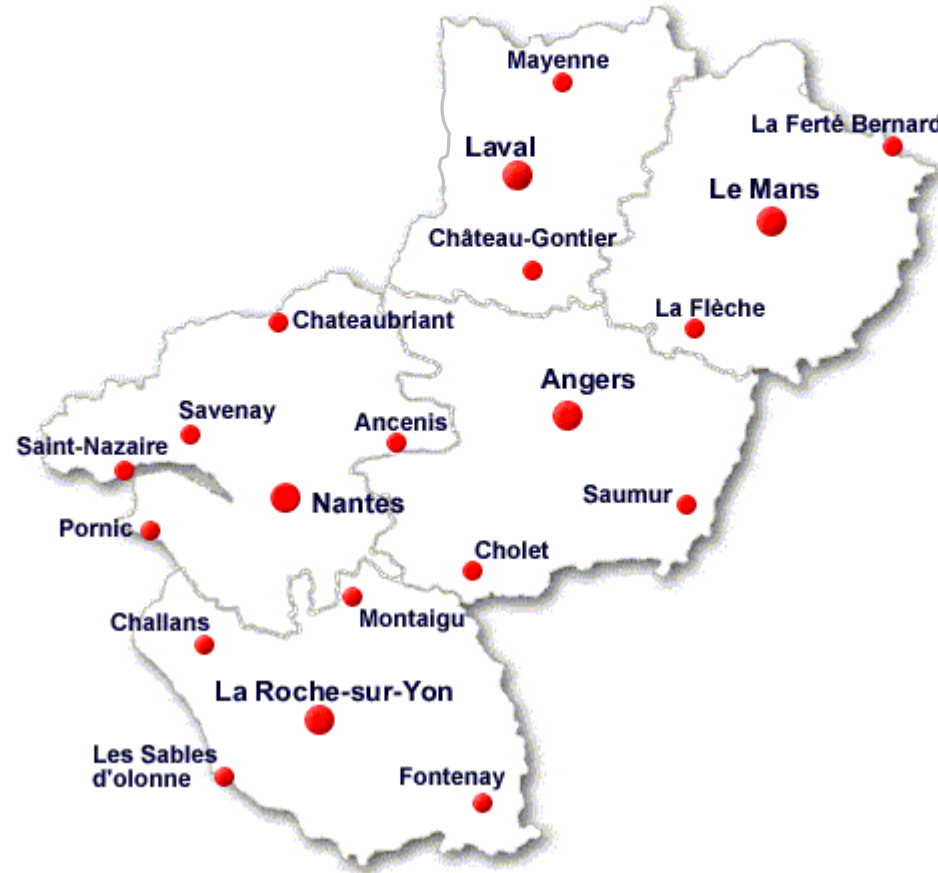 Mayenne
La Ferté Bernard
Laval
Le Mans
Château-Gontier
La Flèche
Chateaubriant
Angers
Savenay
Ancenis
Saint-Nazaire
Saumur
Nantes
Pornic
Cholet
Challans
Montaigu
La Roche-sur-Yon
Les Sables
d'olonne
Fontenay